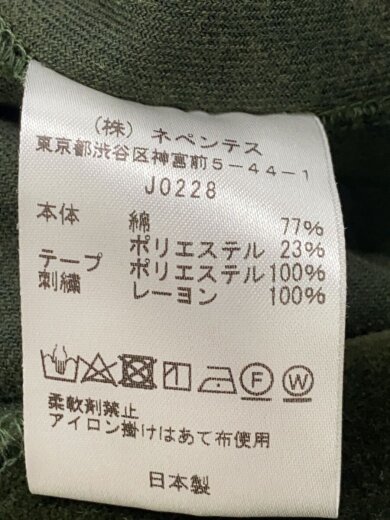 (株)ネペンテス
東京都渋谷区神宮前5-44-1
J0228
本体 綿 77%
ポリエステル 23%
テープ ポリエステル 100%
刺繍 レーヨン 100%
F W
柔軟剤禁止
アイロン掛けはあて布使用
日本製